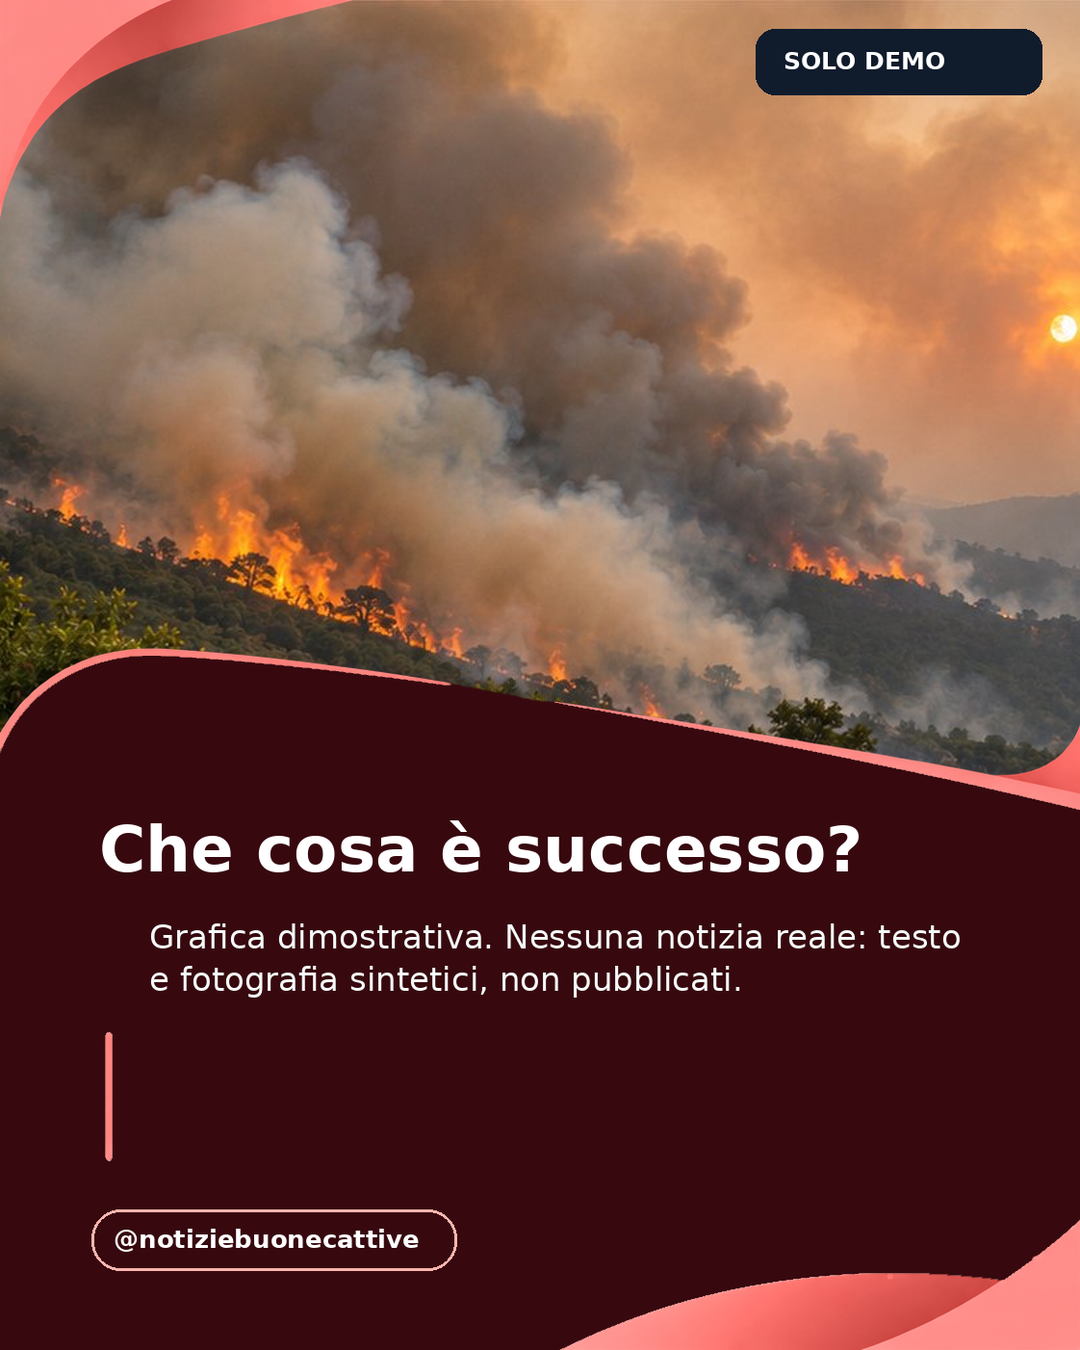 SOLO DEMO
Che cosa è successo?
Grafica dimostrativa. Nessuna notizia reale: testo
e fotografia sintetici, non pubblicati.
@notiziebuonecattive